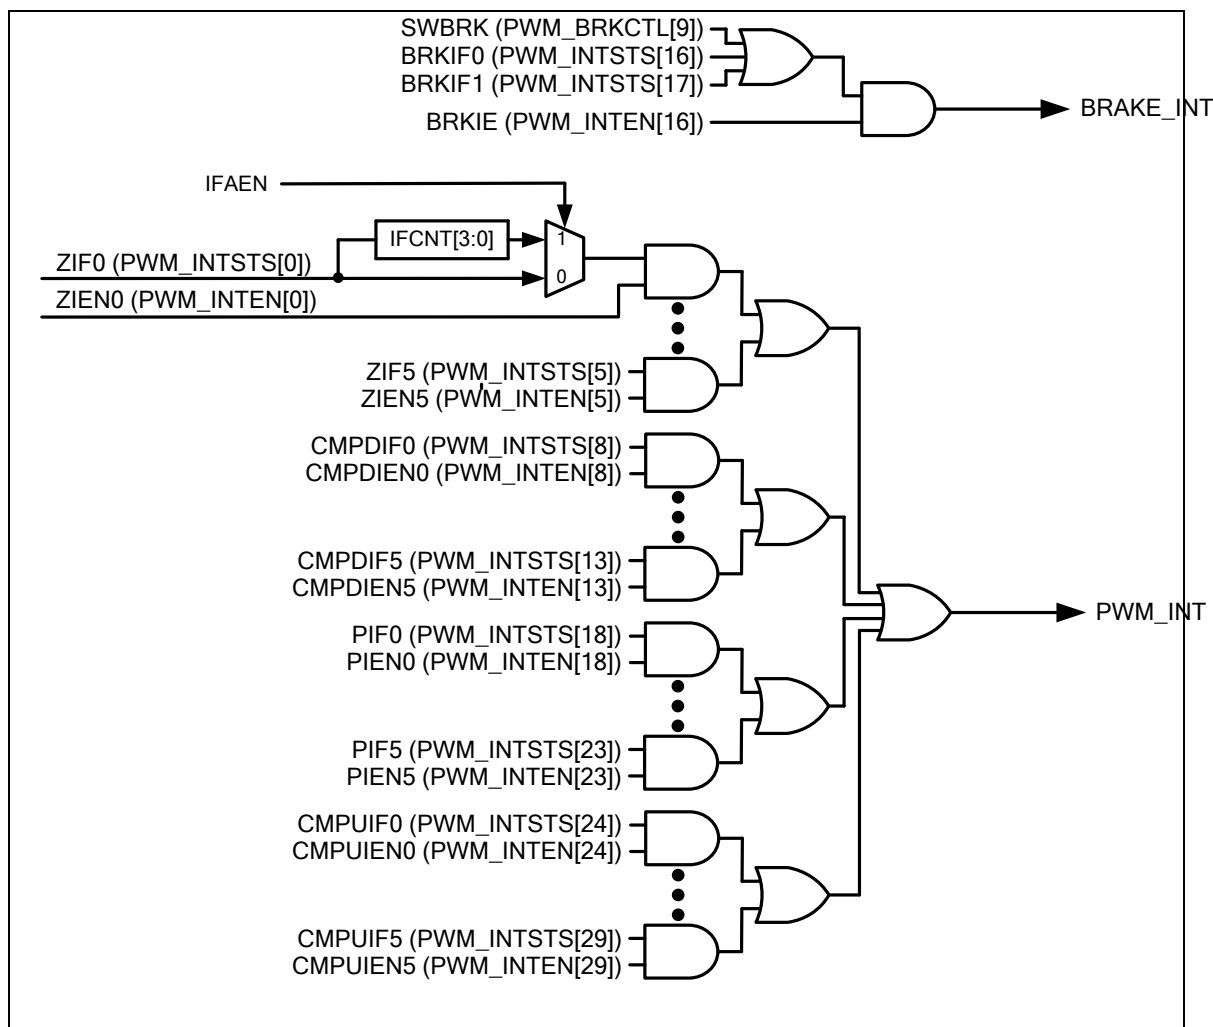 SWBRK (PWM_BRKCTL[9])
BRKIF0 (PWM_INTSTS[16])
BRKIF1 (PWM_INTSTS[17])
BRKIE (PWM_INTEN[16])
BRAKE_INT
IFAEN
IFCNT[3:0]
1
0
ZIF0 (PWM_INTSTS[0])
ZIEN0 (PWM_INTEN[0])
ZIF5 (PWM_INTSTS[5])
ZIEN5 (PWM_INTEN[5])
CMPDIF0 (PWM_INTSTS[8])
CMPDIEN0 (PWM_INTEN[8])
CMPDIF5 (PWM_INTSTS[13])
CMPDIEN5 (PWM_INTEN[13])
PWM_INT
PIF0 (PWM_INTSTS[18])
PIEN0 (PWM_INTEN[18])
PIF5 (PWM_INTSTS[23])
PIEN5 (PWM_INTEN[23])
CMPUIF0 (PWM_INTSTS[24])
CMPUIEN0 (PWM_INTEN[24])
CMPUIF5 (PWM_INTSTS[29])
CMPUIEN5 (PWM_INTEN[29])